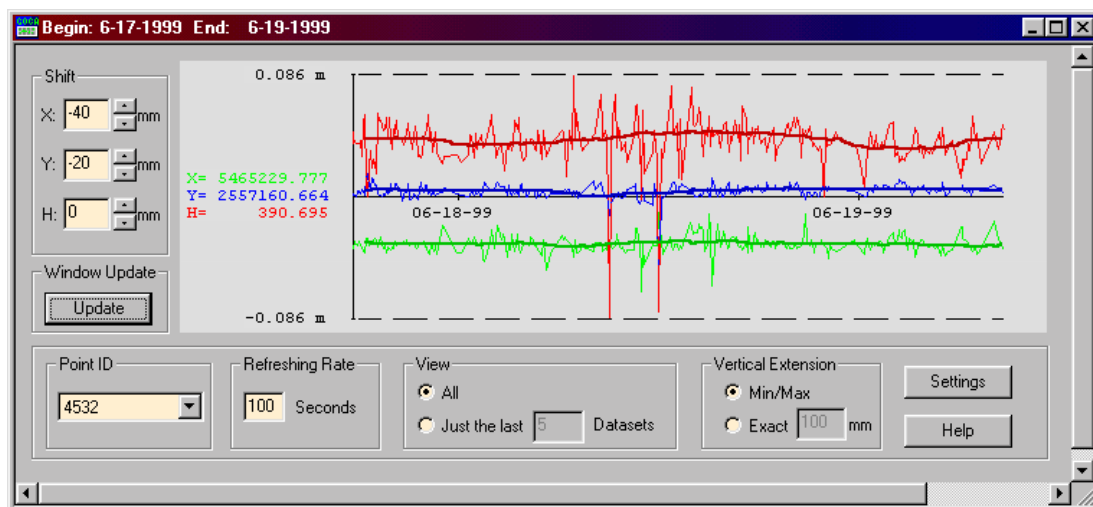 GOCA
Begin: 6-17-1999 End: 6-19-1999
Shift
X: -40 mm
Y: -20 mm
H: 0 mm
Window Update
Update
0.086 m
X= 5465229.777
Y= 2557160.664
H= 390.695
06-18-99
06-19-99
-0.086 m
Point ID
4532
Refreshing Rate
100 Seconds
View
All
Just the last 5 Datasets
Vertical Extension
Min/Max
Exact 100 mm
Settings
Help